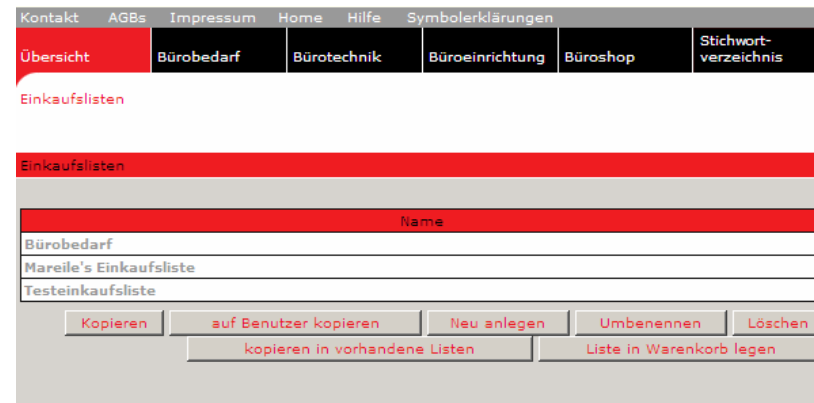 Kontakt AGBs Impressum Home Hilfe Symbolerklärungen
Übersicht Bürobedarf Bürotechnik Büroeinrichtung Büroshop Stichwort-
verzeichnis
Einkaufslisten
Einkaufslisten
Name
Bürobedarf
Mareile's Einkaufsliste
Testeinkaufsliste
Kopieren auf Benutzer kopieren Neu anlegen Umbenennen Löschen
kopieren in vorhandene Listen Liste in Warenkorb legen